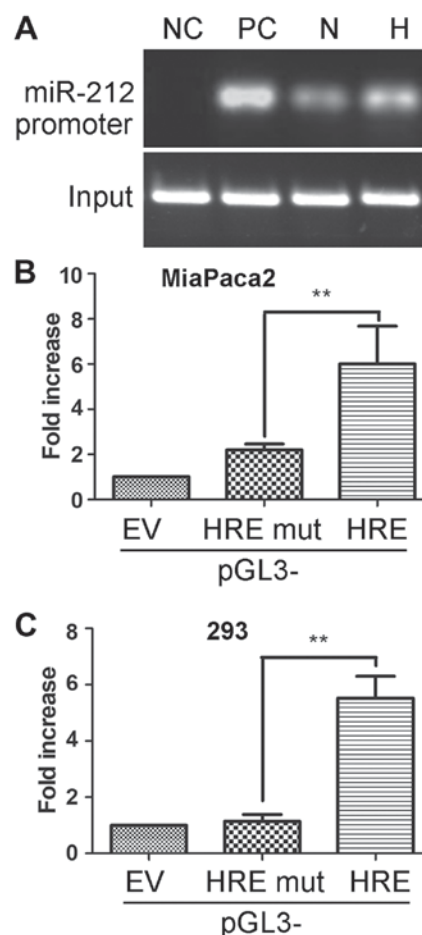 A NC PC N H
miR-212
promoter
Input
B
MiaPaca2
**
Fold increase
10
8
6
4
2
0
EV HRE mut HRE
pGL3-
C
293
**
Fold increase
8
6
4
2
0
EV HRE mut HRE
pGL3-